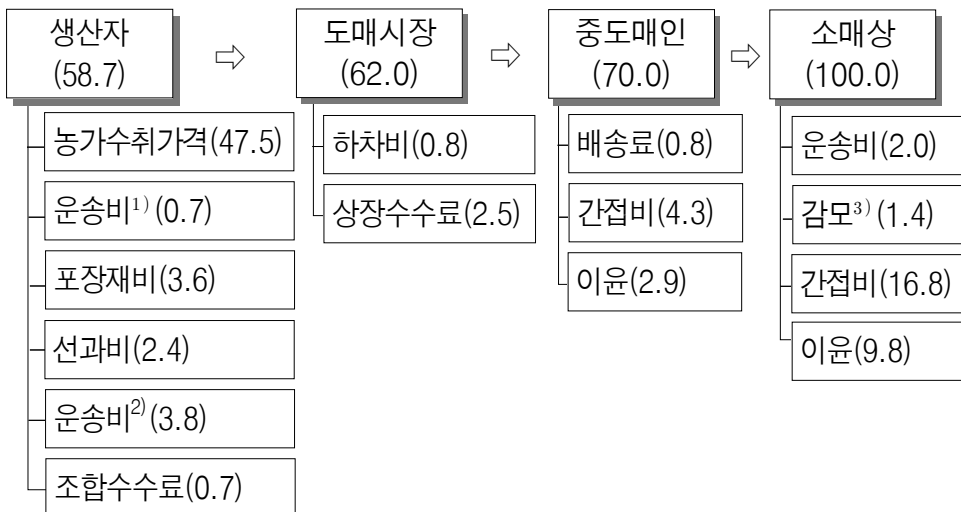 생산자
(58.7)
⇨
도매시장
(62.0)
⇨
중도매인
(70.0)
⇨
소매상
(100.0)
농가수취가격(47.5)
운송비1) (0.7)
포장재비(3.6)
선과비(2.4)
운송비2)(3.8)
조합수수료(0.7)
하차비(0.8)
상장수수료(2.5)
배송료(0.8)
간접비(4.3)
이윤(2.9)
운송비(2.0)
감모3) (1.4)
간접비(16.8)
이윤(9.8)